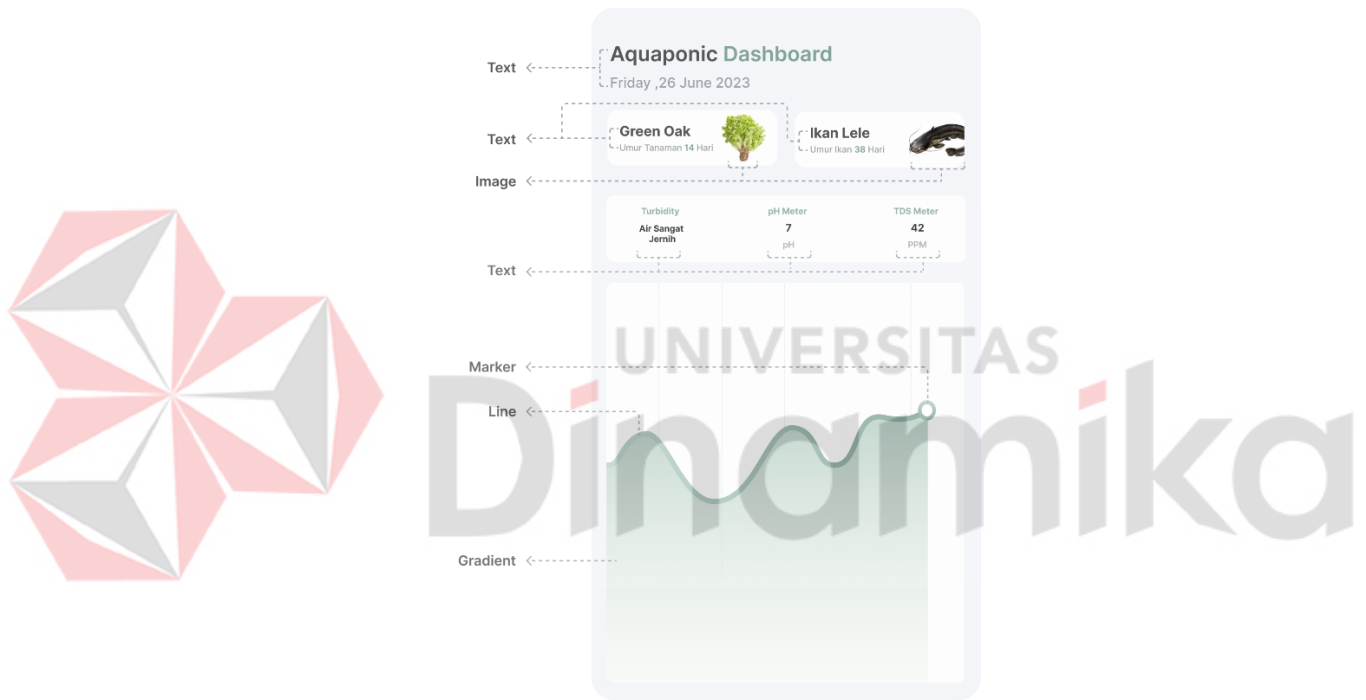 Aquaponic Dashboard
Text
Friday ,26 June 2023
Green Oak
Ikan Lele
Text
Umur Tanaman 14 Hari
Umur Ikan 38 Hari
Image
Turbidity
pH Meter
TDS Meter
Air Sangat
Jernih
7
42
pH
PPM
Text
UNIVERSITAS
Marker
Dinamika
Line
Gradient